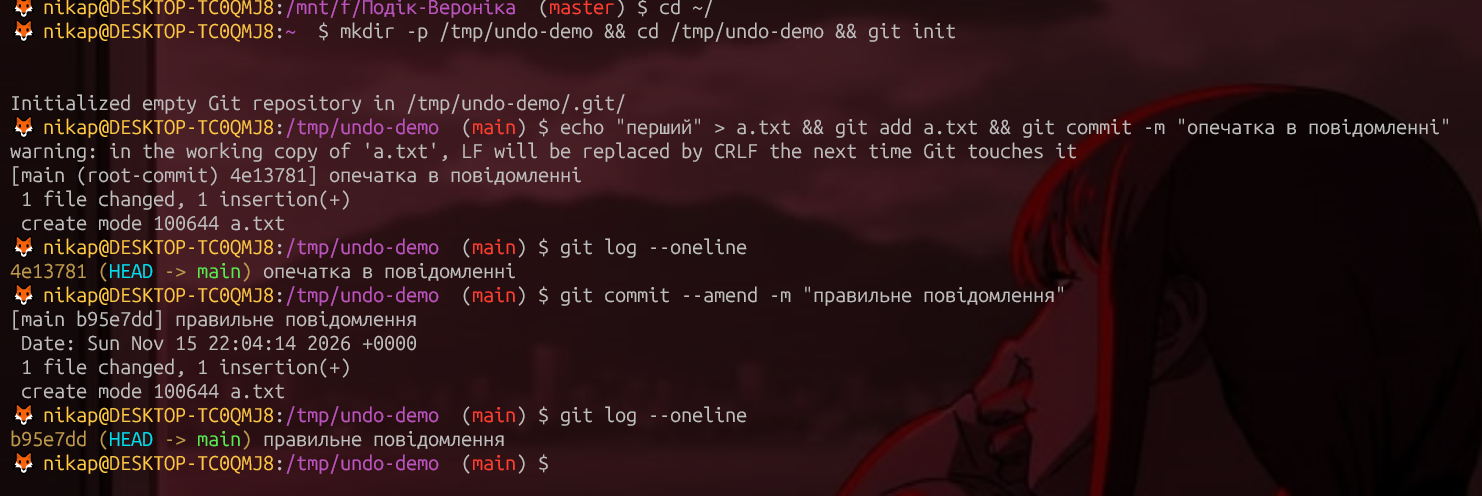 🦊 nikap@DESKTOP-TC0QMJ8:/mnt/f/Подік-Вероніка (master) $ cd ~/
🦊 nikap@DESKTOP-TC0QMJ8:~ $ mkdir -p /tmp/undo-demo && cd /tmp/undo-demo && git init
Initialized empty Git repository in /tmp/undo-demo/.git/
🦊 nikap@DESKTOP-TC0QMJ8:/tmp/undo-demo (main) $ echo "перший" > a.txt && git add a.txt && git commit -m "опечатка в повідомленні"
warning: in the working copy of 'a.txt', LF will be replaced by CRLF the next time Git touches it
[main (root-commit) 4e13781] опечатка в повідомленні
 1 file changed, 1 insertion(+)
 create mode 100644 a.txt
🦊 nikap@DESKTOP-TC0QMJ8:/tmp/undo-demo (main) $ git log --oneline
4e13781 (HEAD -> main) опечатка в повідомленні
🦊 nikap@DESKTOP-TC0QMJ8:/tmp/undo-demo (main) $ git commit --amend -m "правильне повідомлення"
[main b95e7dd] правильне повідомлення
 Date: Sun Nov 15 22:04:14 2026 +0000
 1 file changed, 1 insertion(+)
 create mode 100644 a.txt
🦊 nikap@DESKTOP-TC0QMJ8:/tmp/undo-demo (main) $ git log --oneline
b95e7dd (HEAD -> main) правильне повідомлення
🦊 nikap@DESKTOP-TC0QMJ8:/tmp/undo-demo (main) $